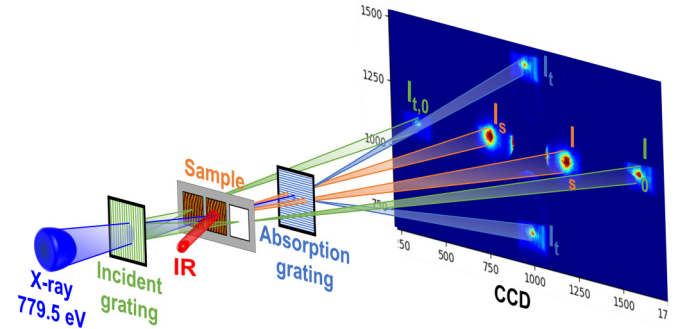 1500
1250
1000
750
250
500
750
1000
1250
1500
17
CCD
I t
I t,0
I s
I s
I 0
I t
Sample
IR
Absorption
grating
Incident
grating
X-ray
779.5 eV